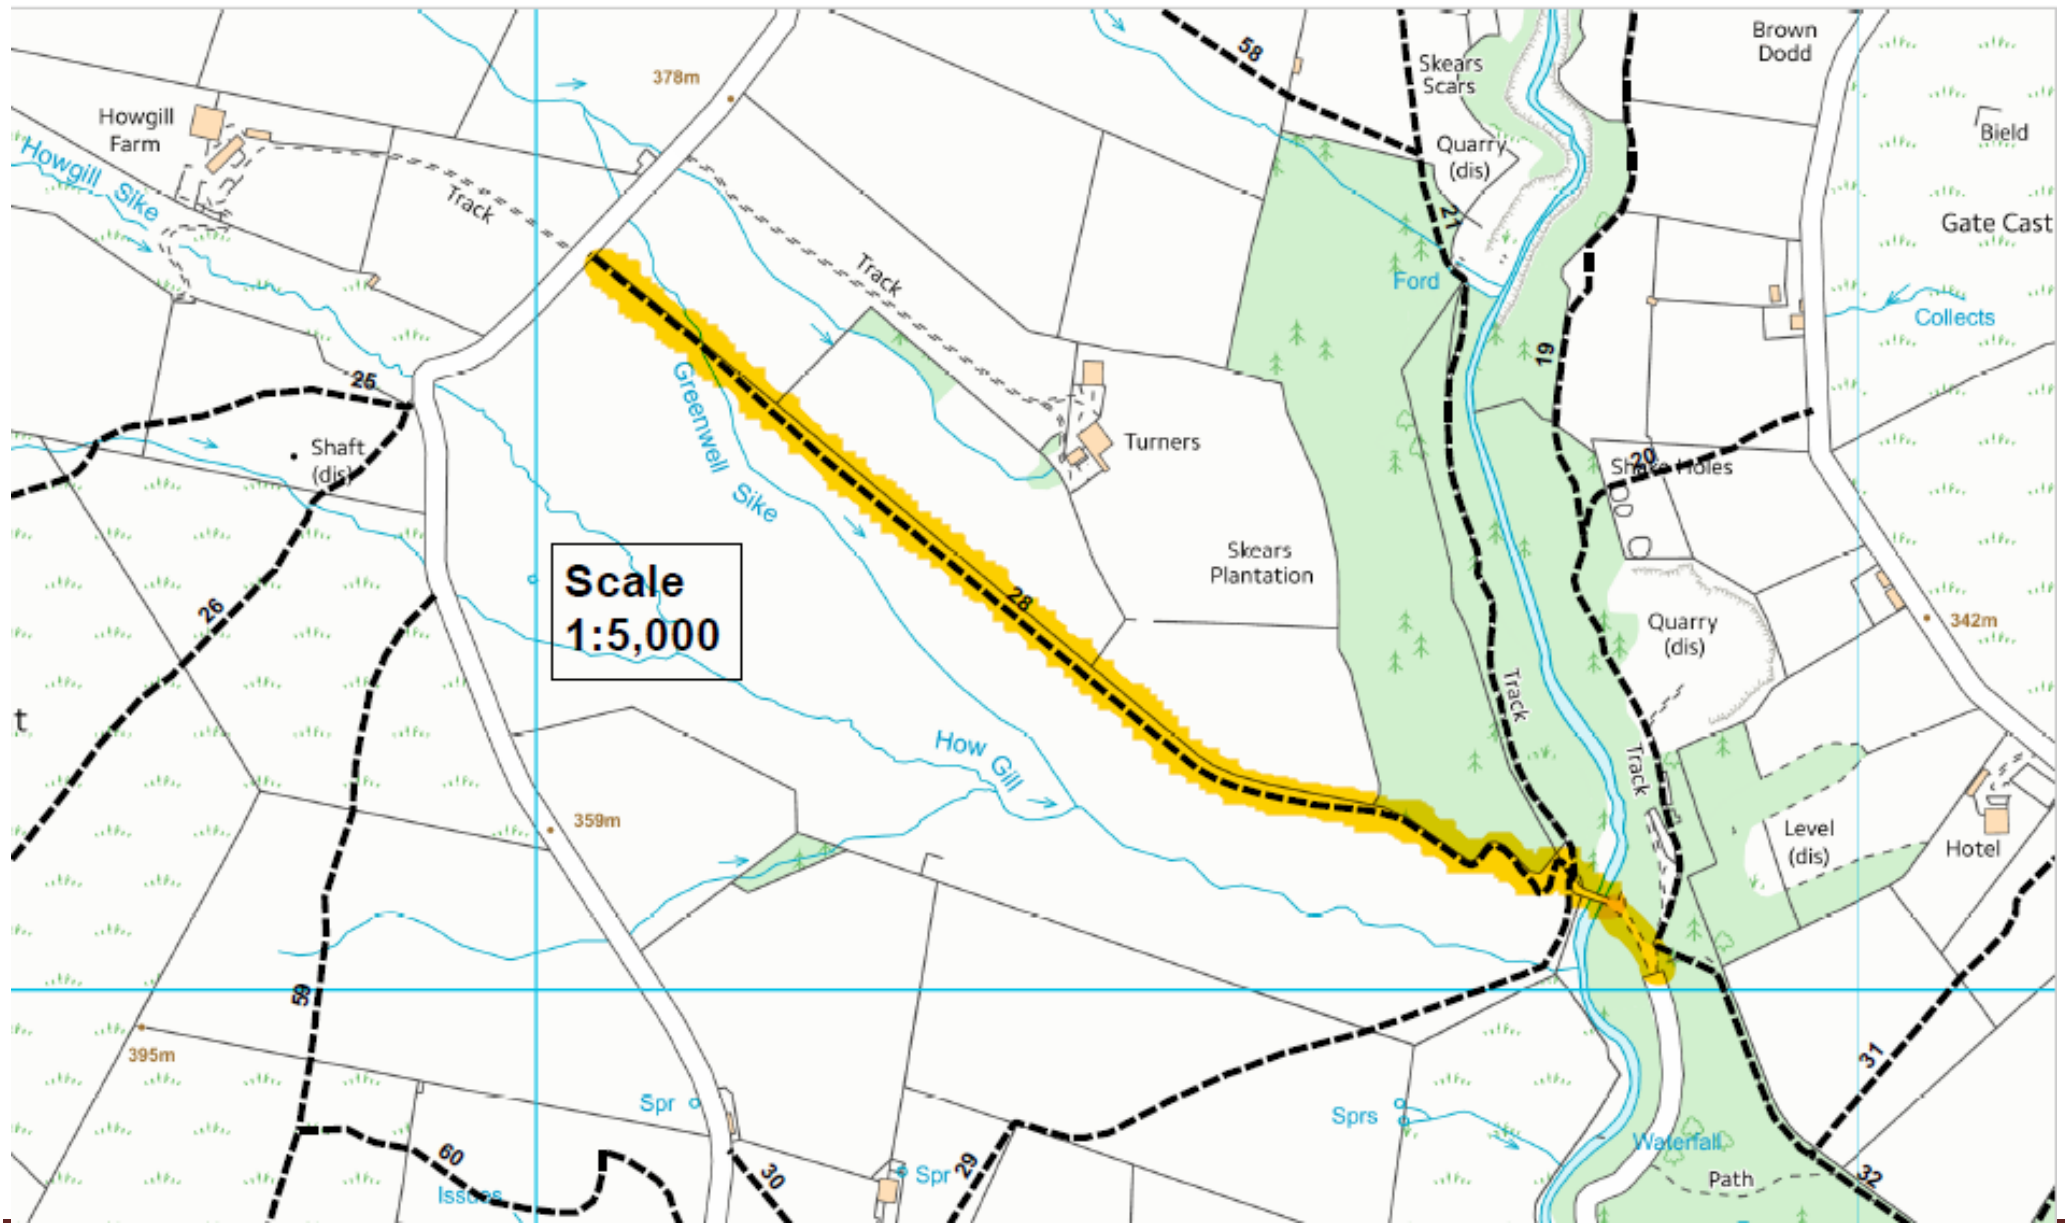 58
Skears
Scars
Brown
Dodd
378m
Howgill
Farm
Bield
Quarry
(dis)
Howgill Sike
Track
21
Gate Cast
Track
Ford
Collects
19
25
Greenwell Sike
Shaft
(dis)
Turners
20
Shake Holes
Skears
Plantation
Scale
1:5,000
26
28
342m
Quarry
(dis)
Track
t
How Gill
Track
359m
Level
(dis)
Hotel
59
395m
31
Spr
Sprs
Waterfall
60
30
29
Spr
Path
32
Issues